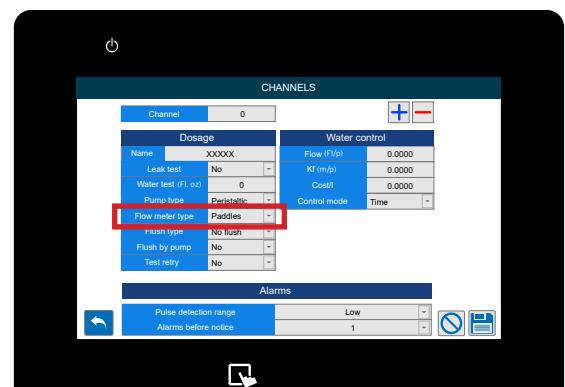 CHANNELS
Channel 0
Dosage
Name XXXXX
Leak test No
Water test (Fl. oz) 0
Pump type Peristaltic
Flow meter type Paddles
Flush type No flush
Flush by pump No
Test retry No
Water control
Flow (Fl/p) 0.0000
Kf (m/p) 0.0000
Cost/l 0.0000
Control mode Time
Alarms
Pulse detection range Low
Alarms before notice 1